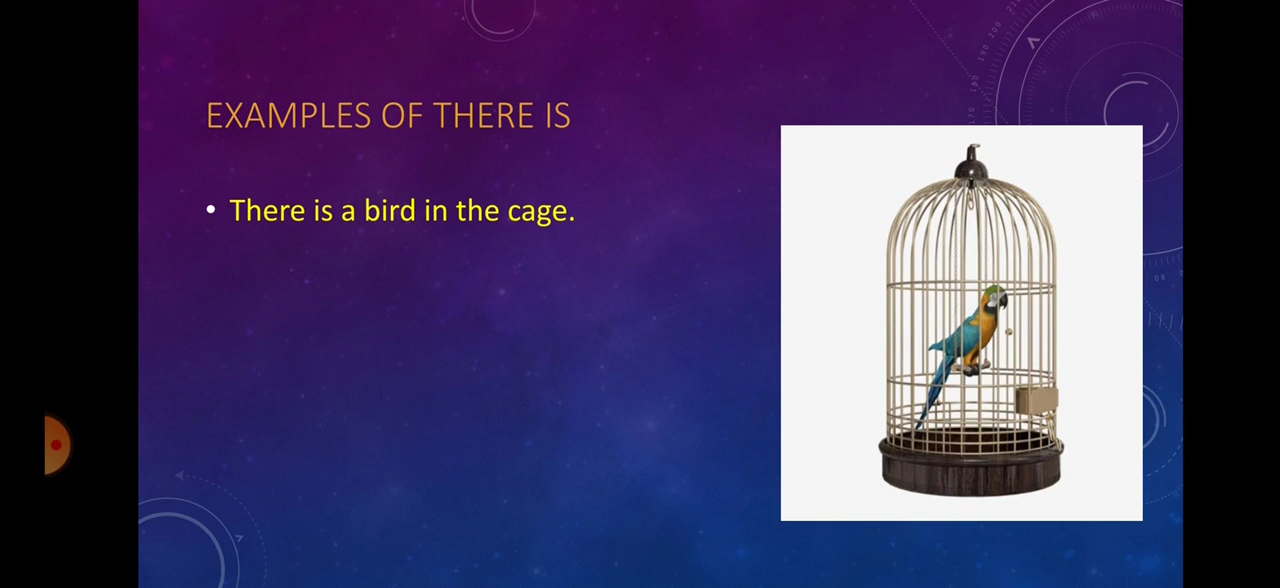 EXAMPLES OF THERE IS
• There is a bird in the cage.